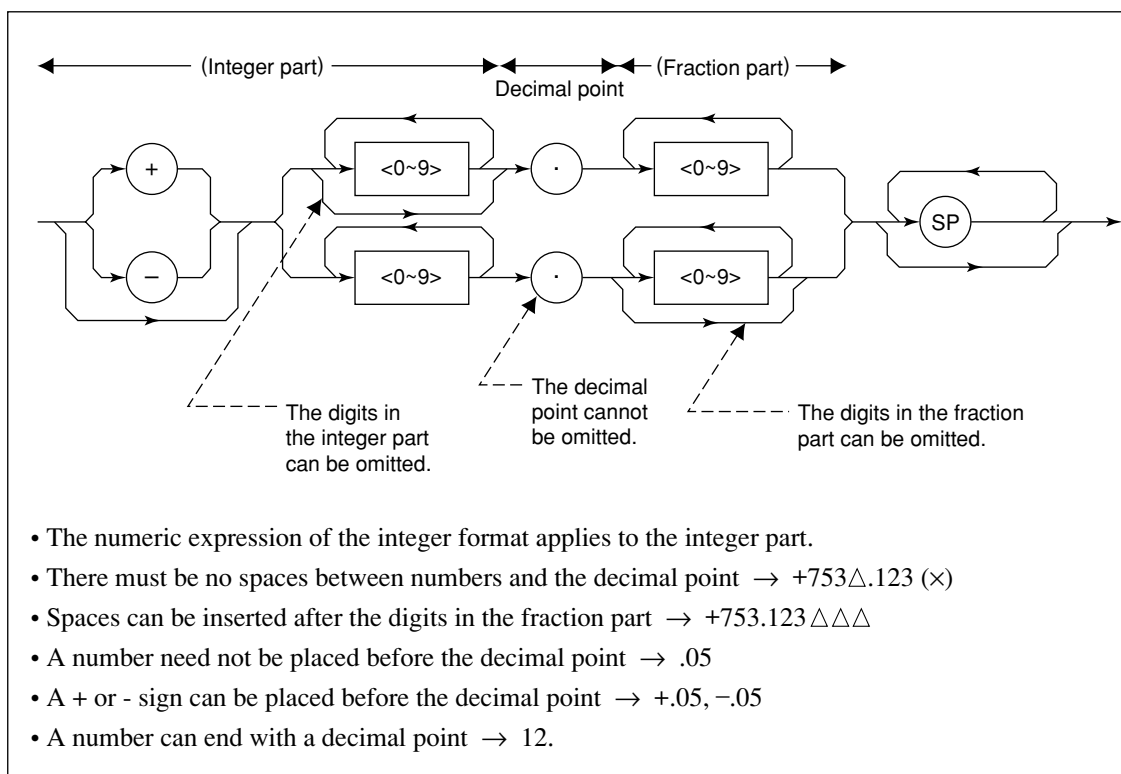 (Integer part)
Decimal point
(Fraction part)
+
<0~9>
.
<0~9>
SP
−
<0~9>
.
<0~9>
The digits in
the integer part
can be omitted.
The decimal
point cannot
be omitted.
The digits in the fraction
part can be omitted.
• The numeric expression of the integer format applies to the integer part.
• There must be no spaces between numbers and the decimal point → +753△.123 (×)
• Spaces can be inserted after the digits in the fraction part → +753.123△△△
• A number need not be placed before the decimal point → .05
• A + or - sign can be placed before the decimal point → +.05, −.05
• A number can end with a decimal point → 12.